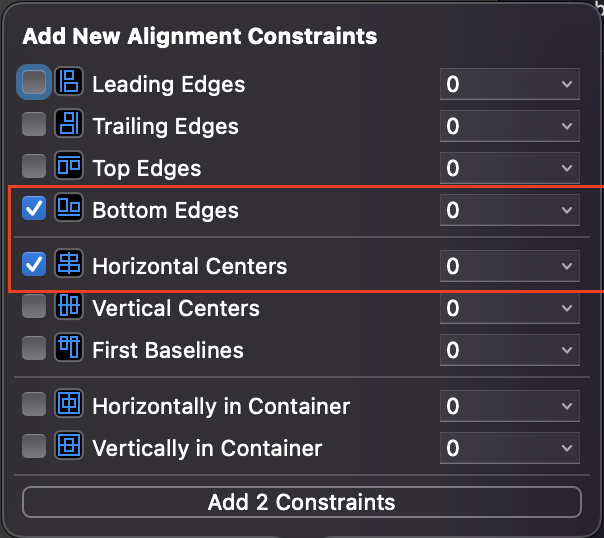 Add New Alignment Constraints
Leading Edges 0
Trailing Edges 0
Top Edges 0
Bottom Edges 0
Horizontal Centers 0
Vertical Centers 0
First Baselines 0
Horizontally in Container 0
Vertically in Container 0
Add 2 Constraints